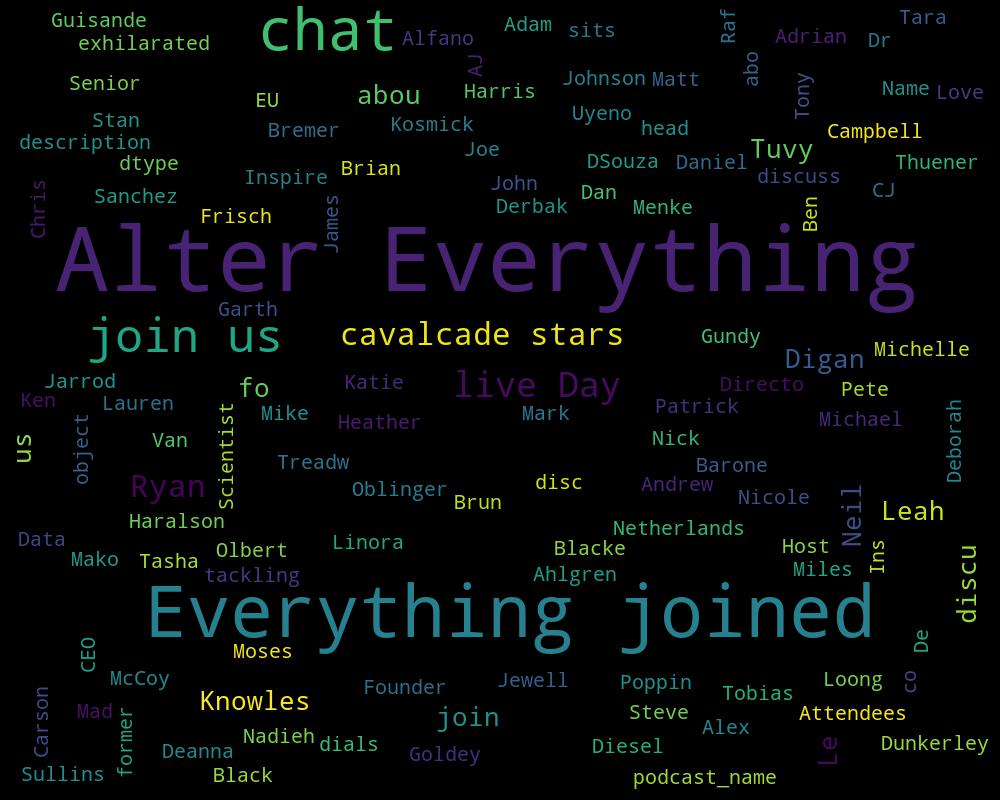 Guisande
exhilarated
chat
Alfano
Adam
sits
Raf
Adrian
Tara
Dr
AJ
abo
Senior
EU
abou
Harris
Johnson
Matt
Tony
Name
Love
Stan
description
Bremer
Kosmick
Uyeno
head
Campbell
dtype
Inspire
Brian
Joe
DSouza
Daniel
Tuvy
discuss
Thuener
Chris
Sanchez
Frisch
James
John
Derbak
Dan
Menke
Ben
CJ
Alter Everything
Garth
join us
cavalcade stars
Gundy
Digan
Michelle
Jarrod
Ken
Lauren
fo
Katie
live Day
Directo
Pete
us
object
Van
Scientist
Mike
Heather
Mark
Patrick
Michael
Nick
Deborah
Ryan
Treadw
Oblinger
Brun
disc
Barone
Andrew
Nicole
Neil
Leah
Haralson
Data
Mako
Tasha
Olbert
Linora
tackling
Netherlands
Blacke
Ahlgren
Host
Miles
Ins
discu
Everything joined
CEO
Moses
De
McCoy
Knowles
Founder
Jewell
Poppin
Tobias
Loong
co
Carson
Mad
former
join
Steve
Alex
Attendees
Deanna
Nadieh
dials
Goldey
Diesel
Le
Dunkerley
Sullins
Black
podcast_name